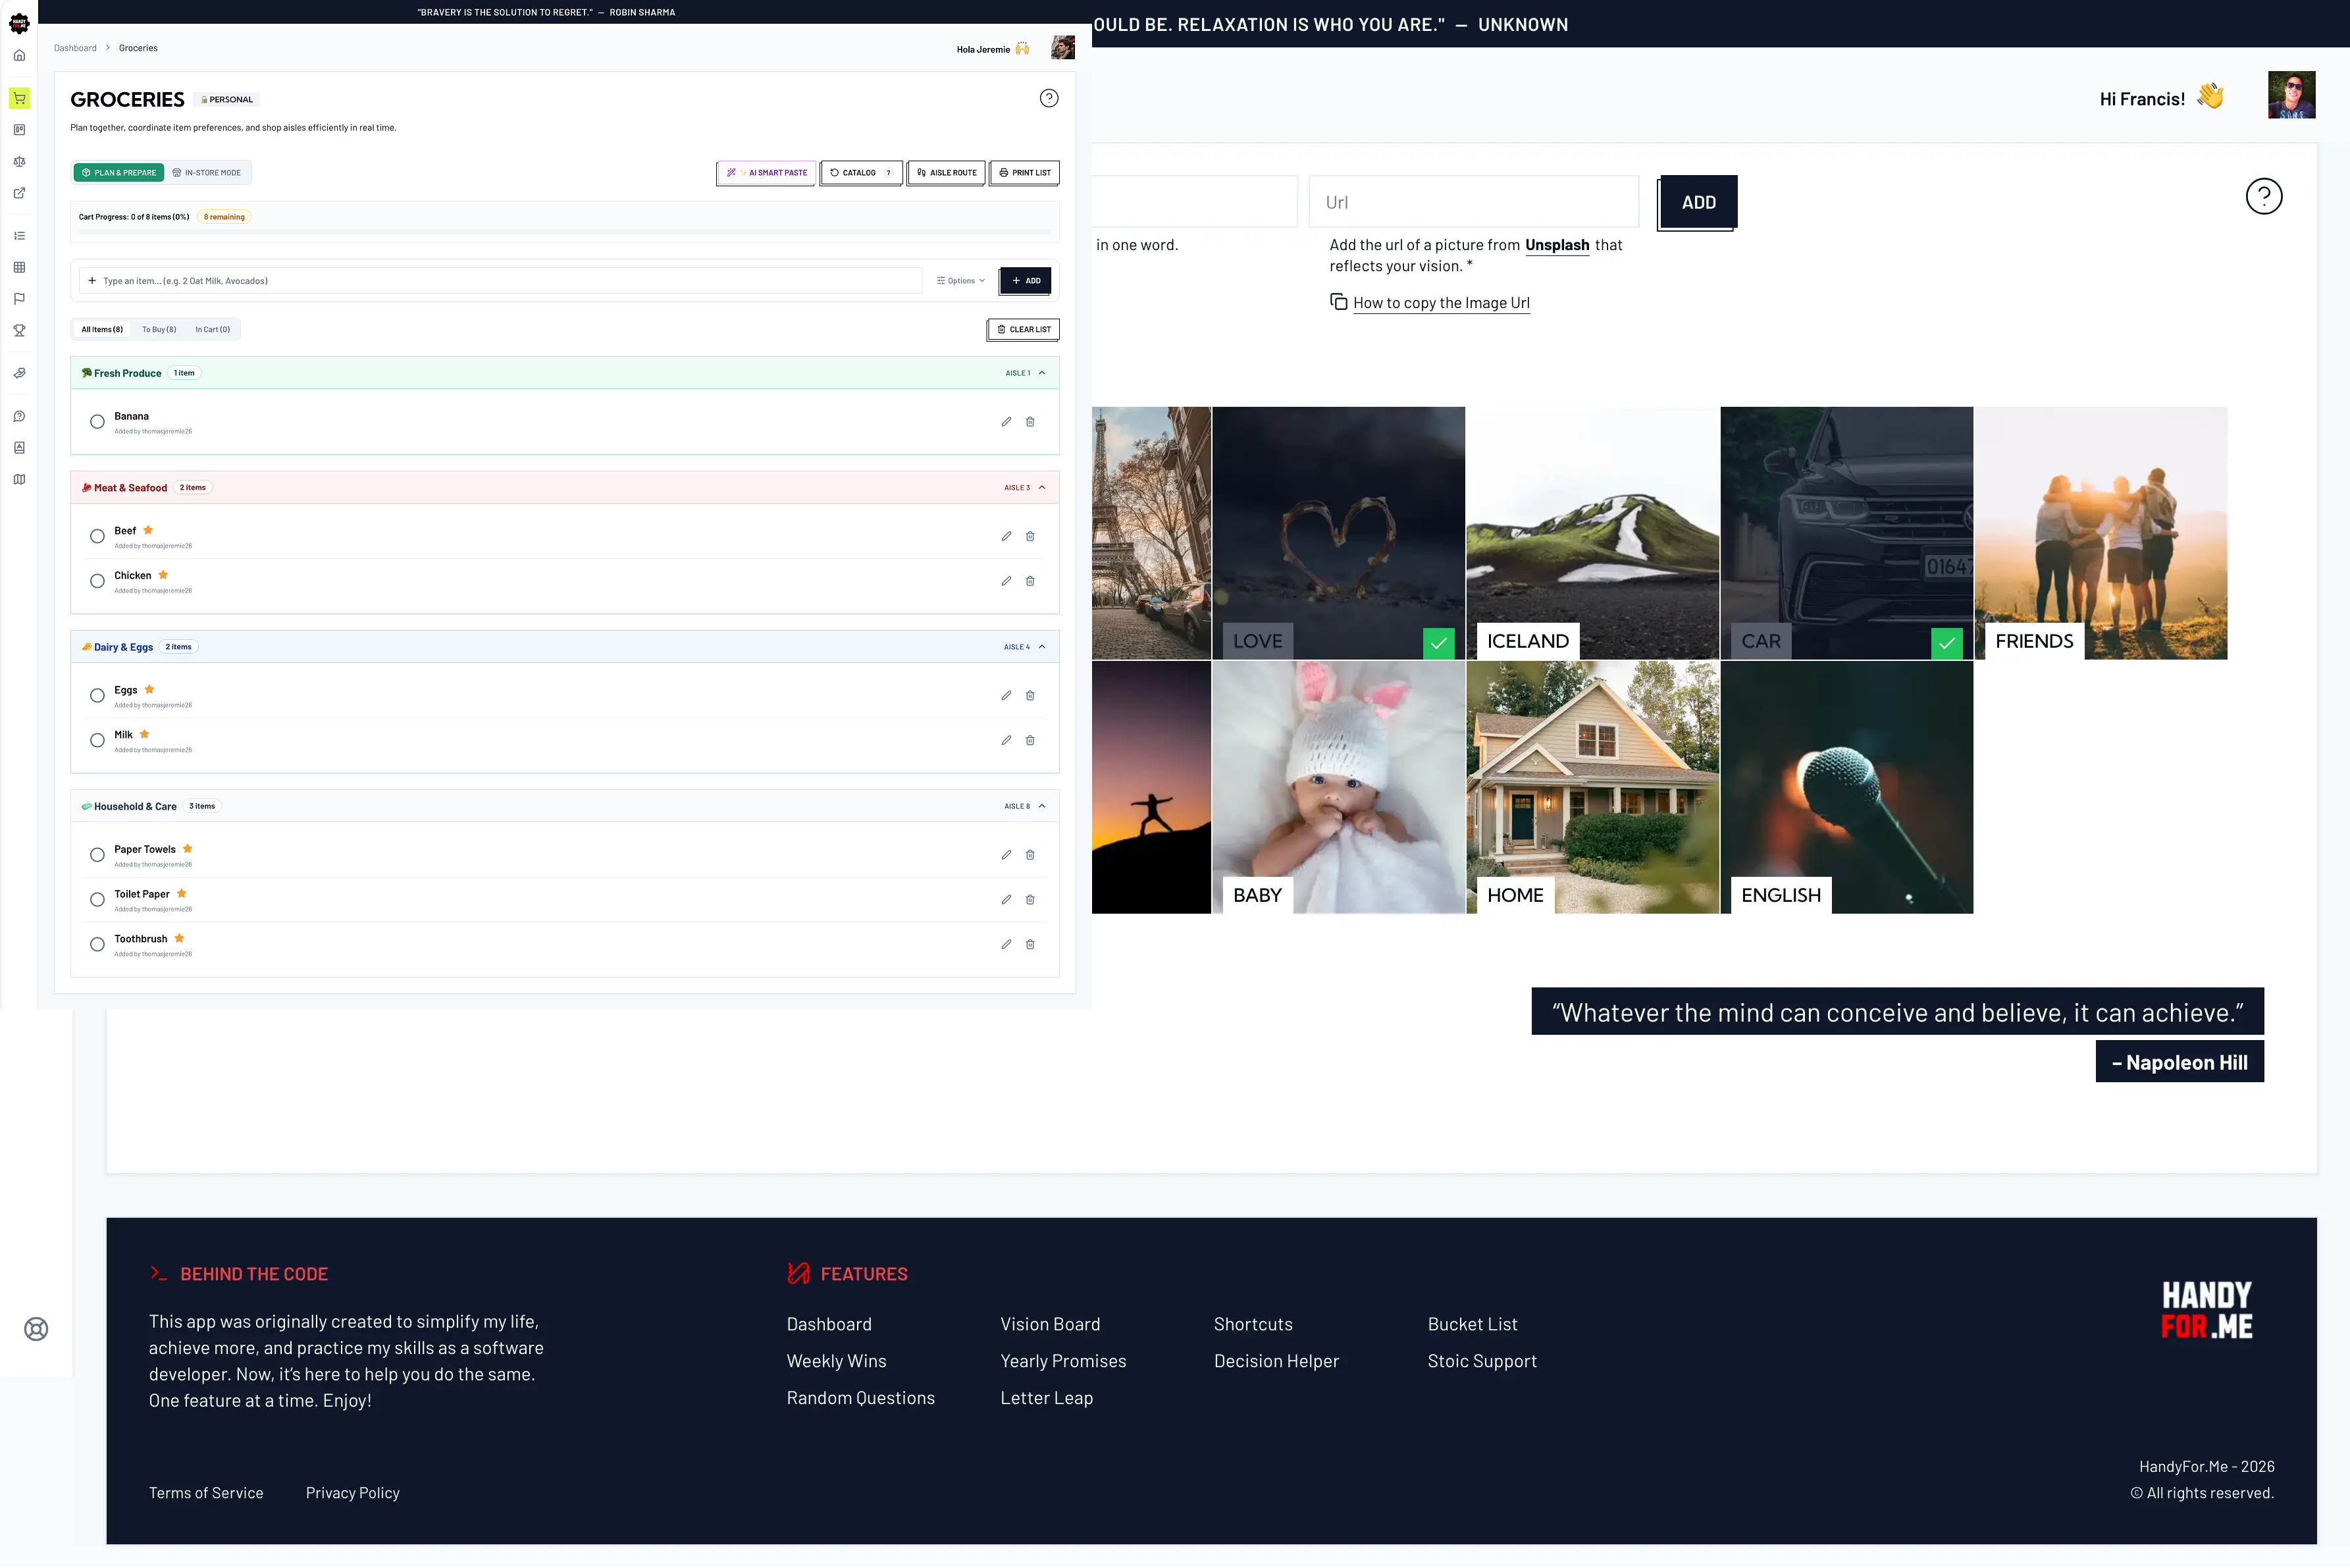 "BRAVERY IS THE SOLUTION TO REGRET." — ROBIN SHARMA
OULD BE. RELAXATION IS WHO YOU ARE." — UNKNOWN
HANDY
FOR.ME
Dashboard > Groceries
Hola Jeremie
Hi Francis!
GROCERIES
PERSONAL
Plan together, coordinate item preferences, and shop aisles efficiently in real time.
PLAN & PREPARE
IN-STORE MODE
AI SMART PASTE
CATALOG 7
AISLE ROUTE
PRINT LIST
Cart Progress: 0 of 8 items (0%)
8 remaining
+ Type an item... (e.g. 2 Oat Milk, Avocados)
Options
+ ADD
All Items (8)
To Buy (8)
In Cart (0)
CLEAR LIST
Fresh Produce 1 item
AISLE 1
Banana
Added by thomasjeremie26
Meat & Seafood 2 items
AISLE 3
Beef
Added by thomasjeremie26
Chicken
Added by thomasjeremie26
Dairy & Eggs 2 items
AISLE 4
Eggs
Added by thomasjeremie26
Milk
Added by thomasjeremie26
Household & Care 3 items
AISLE 8
Paper Towels
Added by thomasjeremie26
Toilet Paper
Added by thomasjeremie26
Toothbrush
Added by thomasjeremie26
Url
ADD
in one word.
Add the url of a picture from Unsplash that
reflects your vision. *
How to copy the Image Url
LOVE
ICELAND
CAR
01647
FRIENDS
BABY
HOME
ENGLISH
“Whatever the mind can conceive and believe, it can achieve.”
– Napoleon Hill
BEHIND THE CODE
This app was originally created to simplify my life,
achieve more, and practice my skills as a software
developer. Now, it’s here to help you do the same.
One feature at a time. Enjoy!
FEATURES
Dashboard
Vision Board
Shortcuts
Bucket List
Weekly Wins
Yearly Promises
Decision Helper
Stoic Support
Random Questions
Letter Leap
HANDY
FOR.ME
Terms of Service
Privacy Policy
HandyFor.Me - 2026
© All rights reserved.